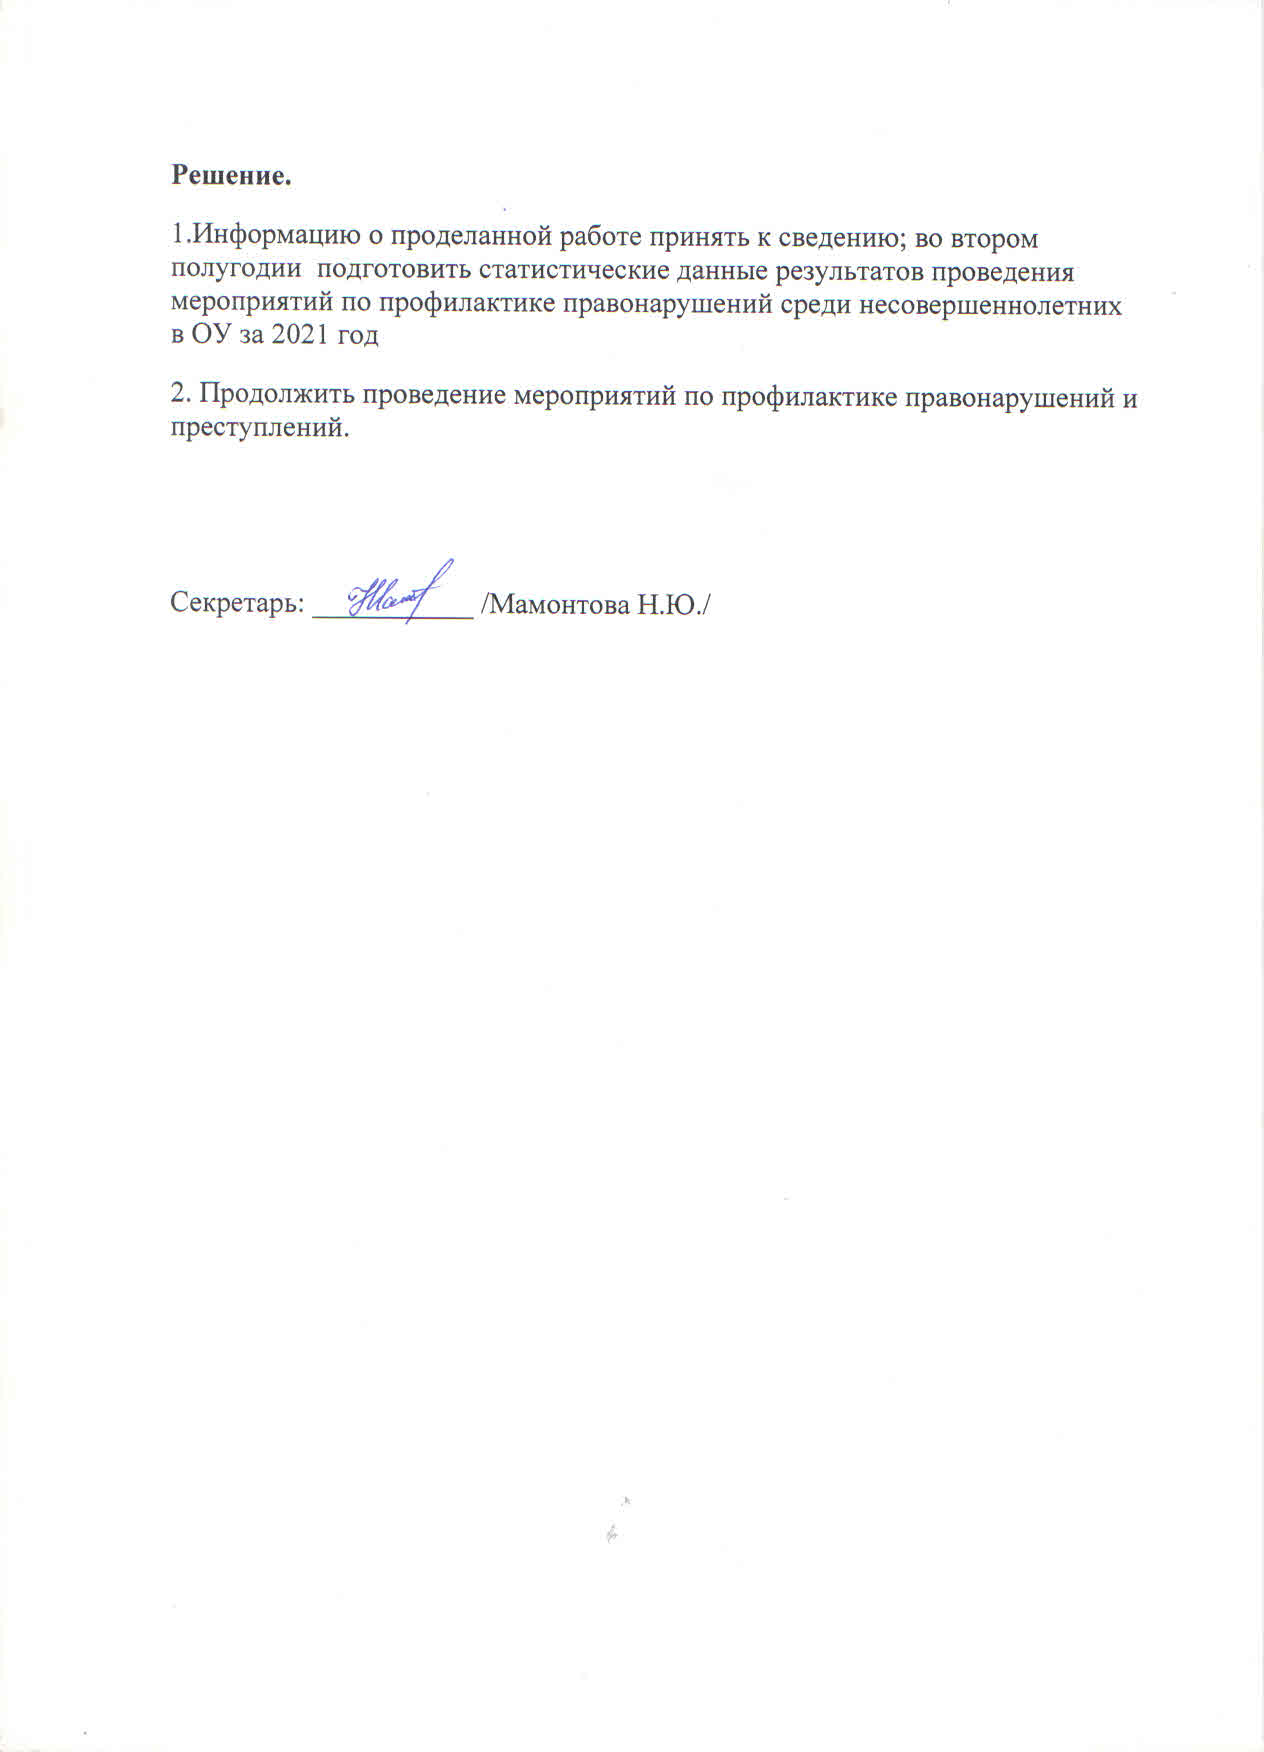 Решение.
1.Информацию о проделанной работе принять к сведению; во втором
полугодии  подготовить статистические данные результатов проведения
мероприятий по профилактике правонарушений среди несовершеннолетних
в ОУ за 2021 год
2. Продолжить проведение мероприятий по профилактике правонарушений и
преступлений.
Секретарь: ___________ /Мамонтова Н.Ю./